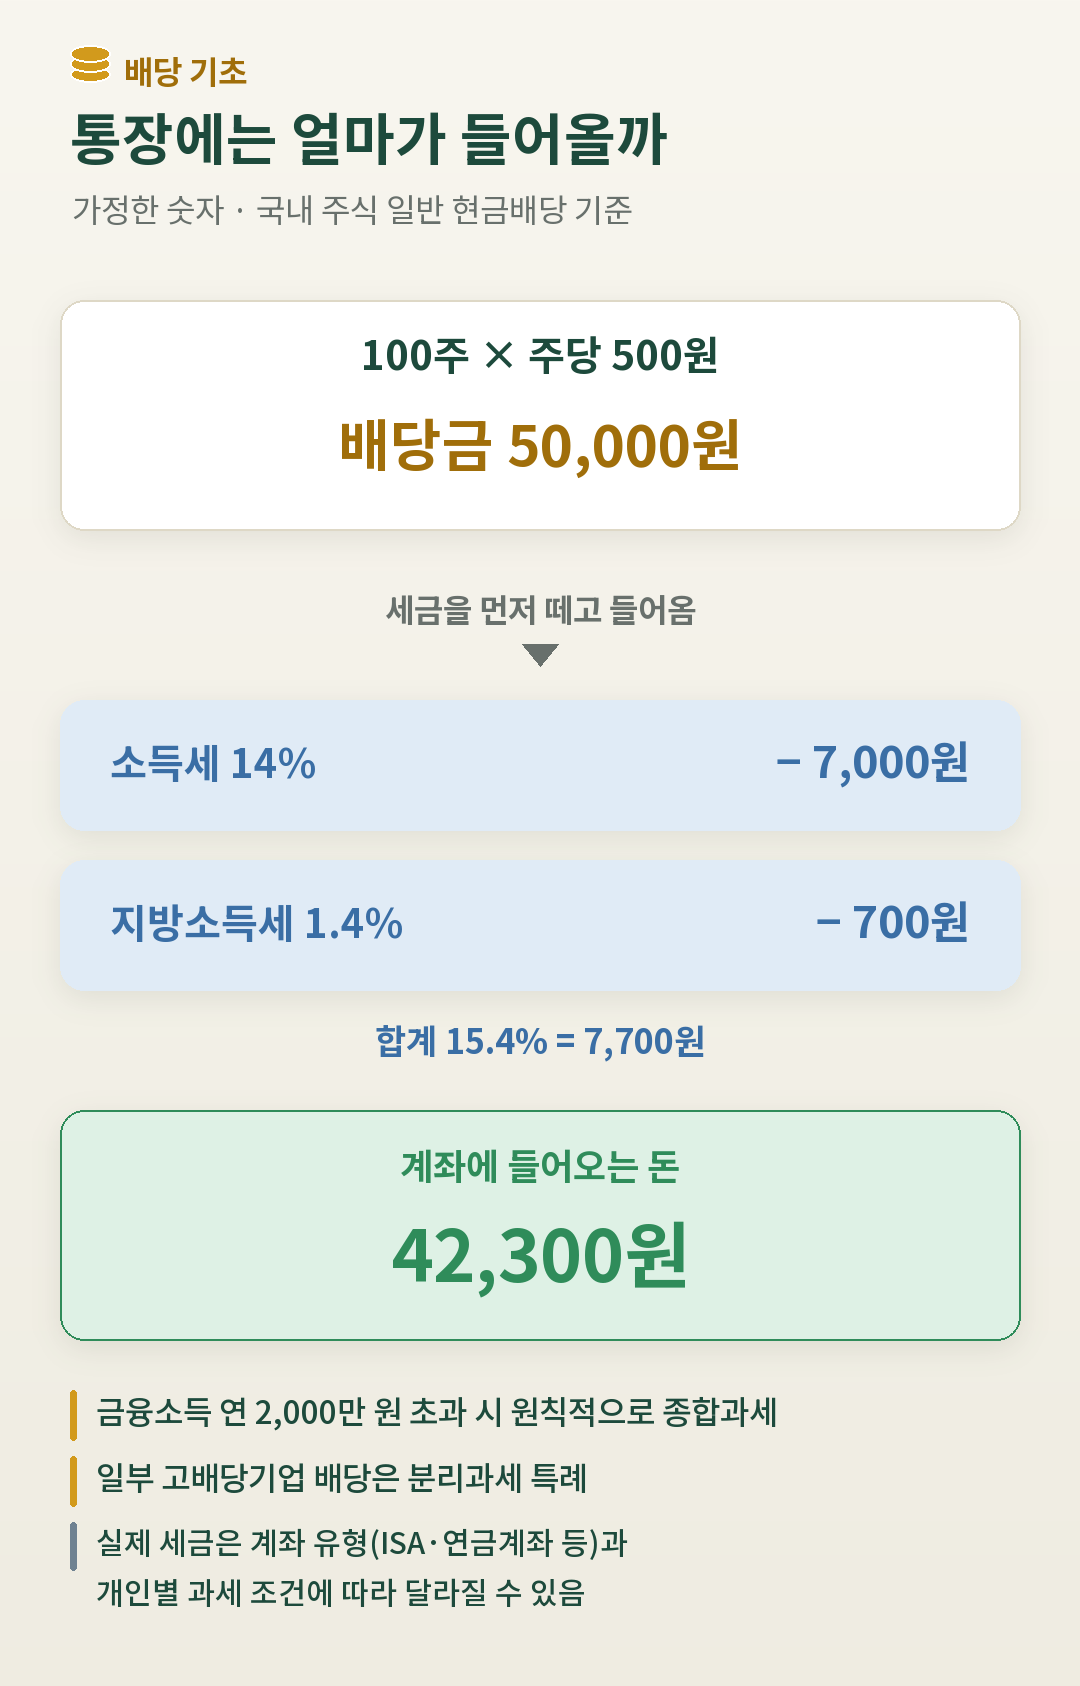 배당 기초
통장에는 얼마가 들어올까
가정한 숫자 · 국내 주식 일반 현금배당 기준
100주 × 주당 500원
배당금 50,000원
세금을 먼저 떼고 들어옴
소득세 14%
− 7,000원
지방소득세 1.4%
− 700원
합계 15.4% = 7,700원
계좌에 들어오는 돈
42,300원
금융소득 연 2,000만 원 초과 시 원칙적으로 종합과세
일부 고배당기업 배당은 분리과세 특례
실제 세금은 계좌 유형(ISA·연금계좌 등)과
개인별 과세 조건에 따라 달라질 수 있음